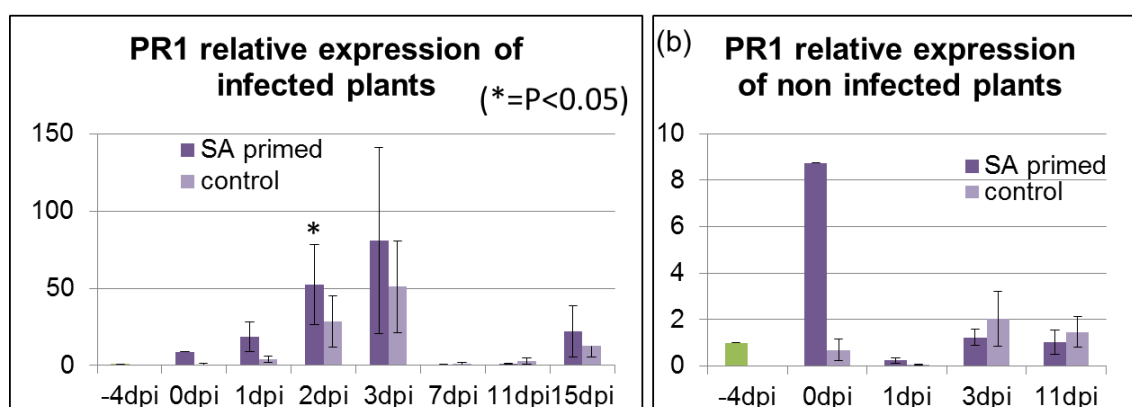 PR1 relative expression of
infected plants
(*=P<0.05)
SA primed
control
150
100
50
0
*
-4dpi 0dpi 1dpi 2dpi 3dpi 7dpi 11dpi 15dpi
(b)
PR1 relative expression
of non infected plants
SA primed
control
10
8
6
4
2
0
-4dpi 0dpi 1dpi 3dpi 11dpi